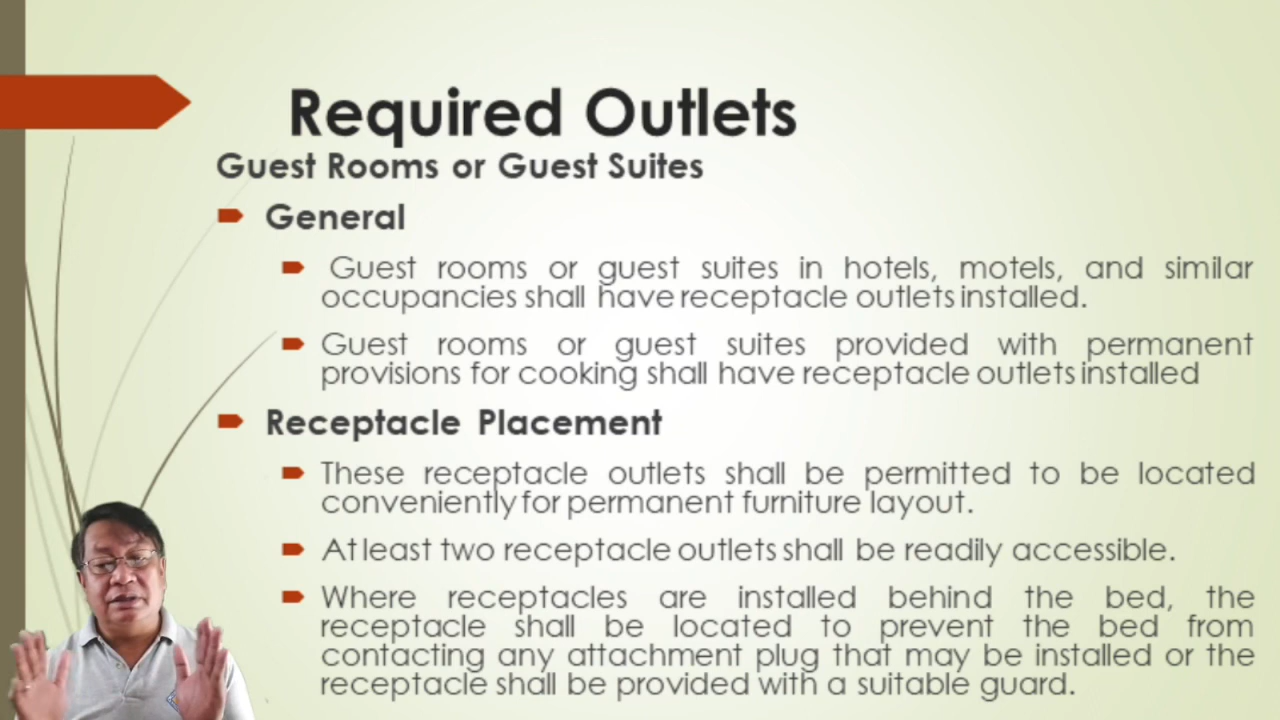 Required Outlets
Guest Rooms or Guest Suites
General
Guest rooms or guest suites in hotels, motels, and similar
occupancies shall have receptacle outlets installed.
Guest rooms or guest suites provided with permanent
provisions for cooking shall have receptacle outlets installed
Receptacle Placement
These receptacle outlets shall be permitted to be located
conveniently for permanent furniture layout.
At least two receptacle outlets shall be readily accessible.
Where receptacles are installed behind the bed, the
receptacle shall be located to prevent the bed from
contacting any attachment plug that may be installed or the
receptacle shall be provided with a suitable guard.